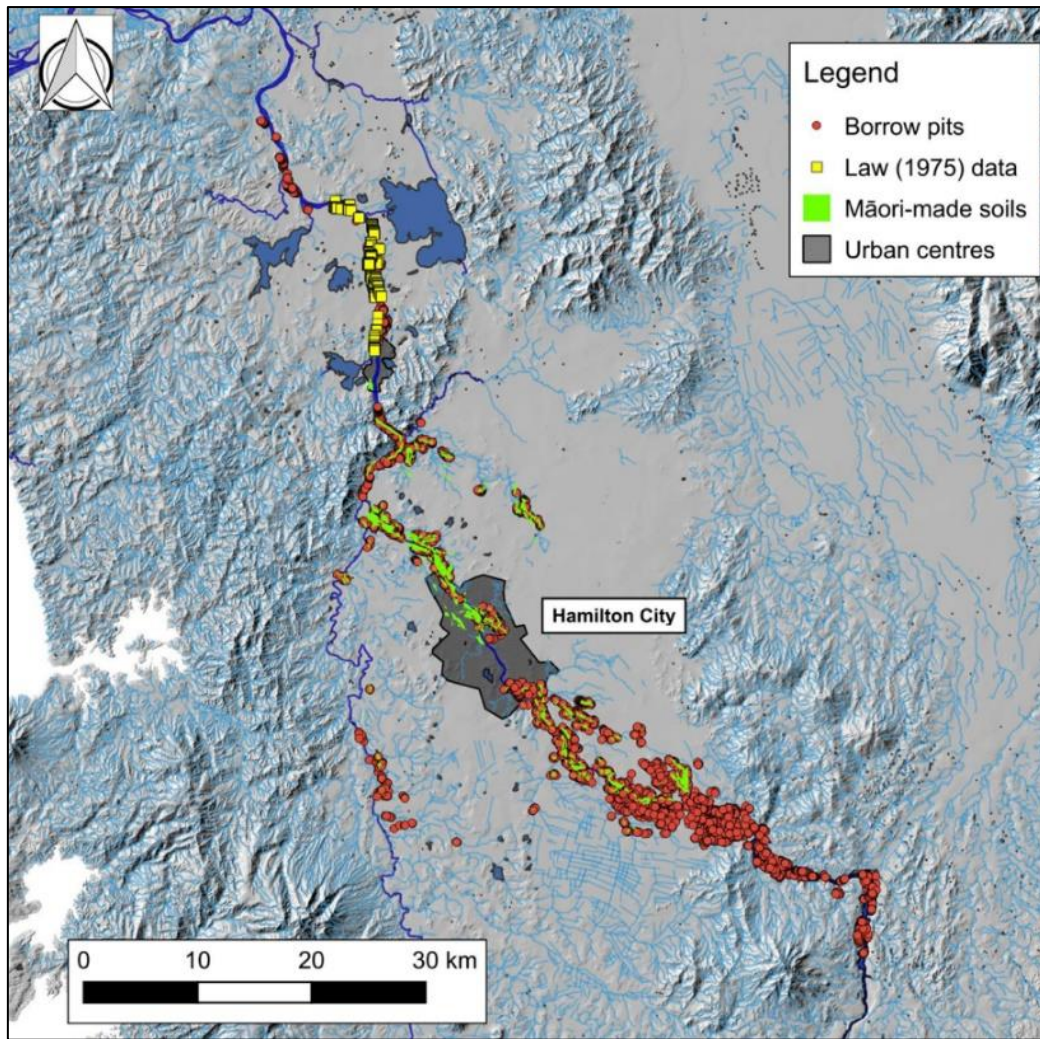 Legend
Borrow pits
Law (1975) data
Māori-made soils
Urban centres
Hamilton City
0 10 20 30 km